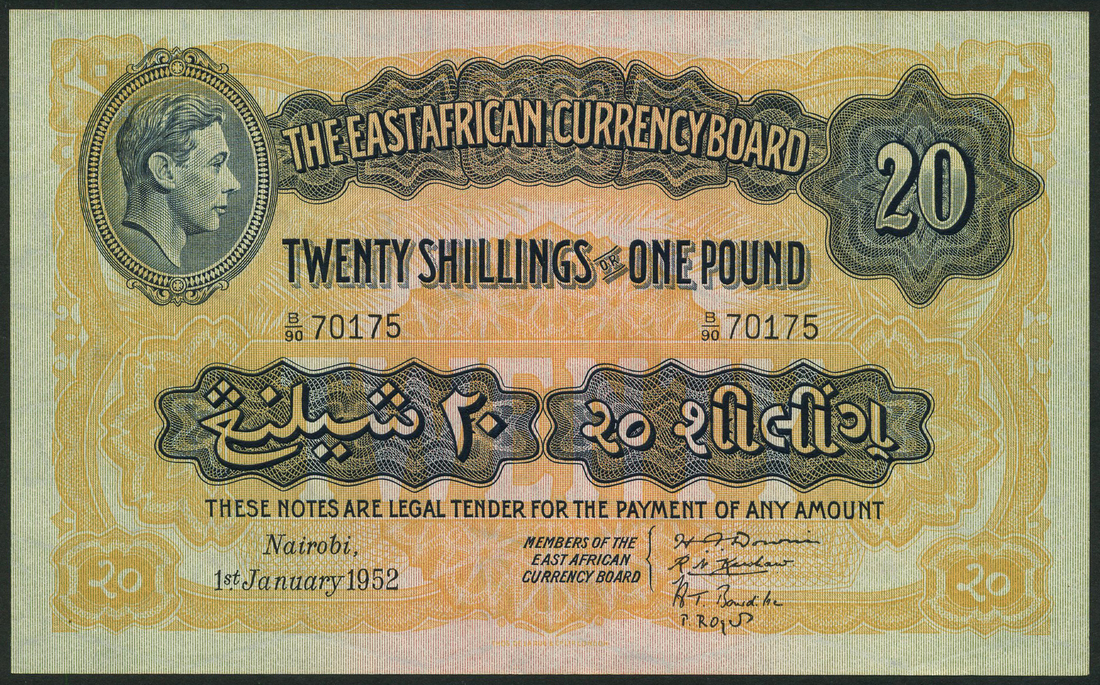 THE EAST AFRICAN CURRENCY BOARD
20
TWENTY SHILLINGS OR ONE POUND
B/90 70175
B/90 70175
٢٠ شيلنغ
૨૦ શીલીંગ
THESE NOTES ARE LEGAL TENDER FOR THE PAYMENT OF ANY AMOUNT
Nairobi,
1st. January 1952
MEMBERS OF THE
EAST AFRICAN
CURRENCY BOARD
20
20